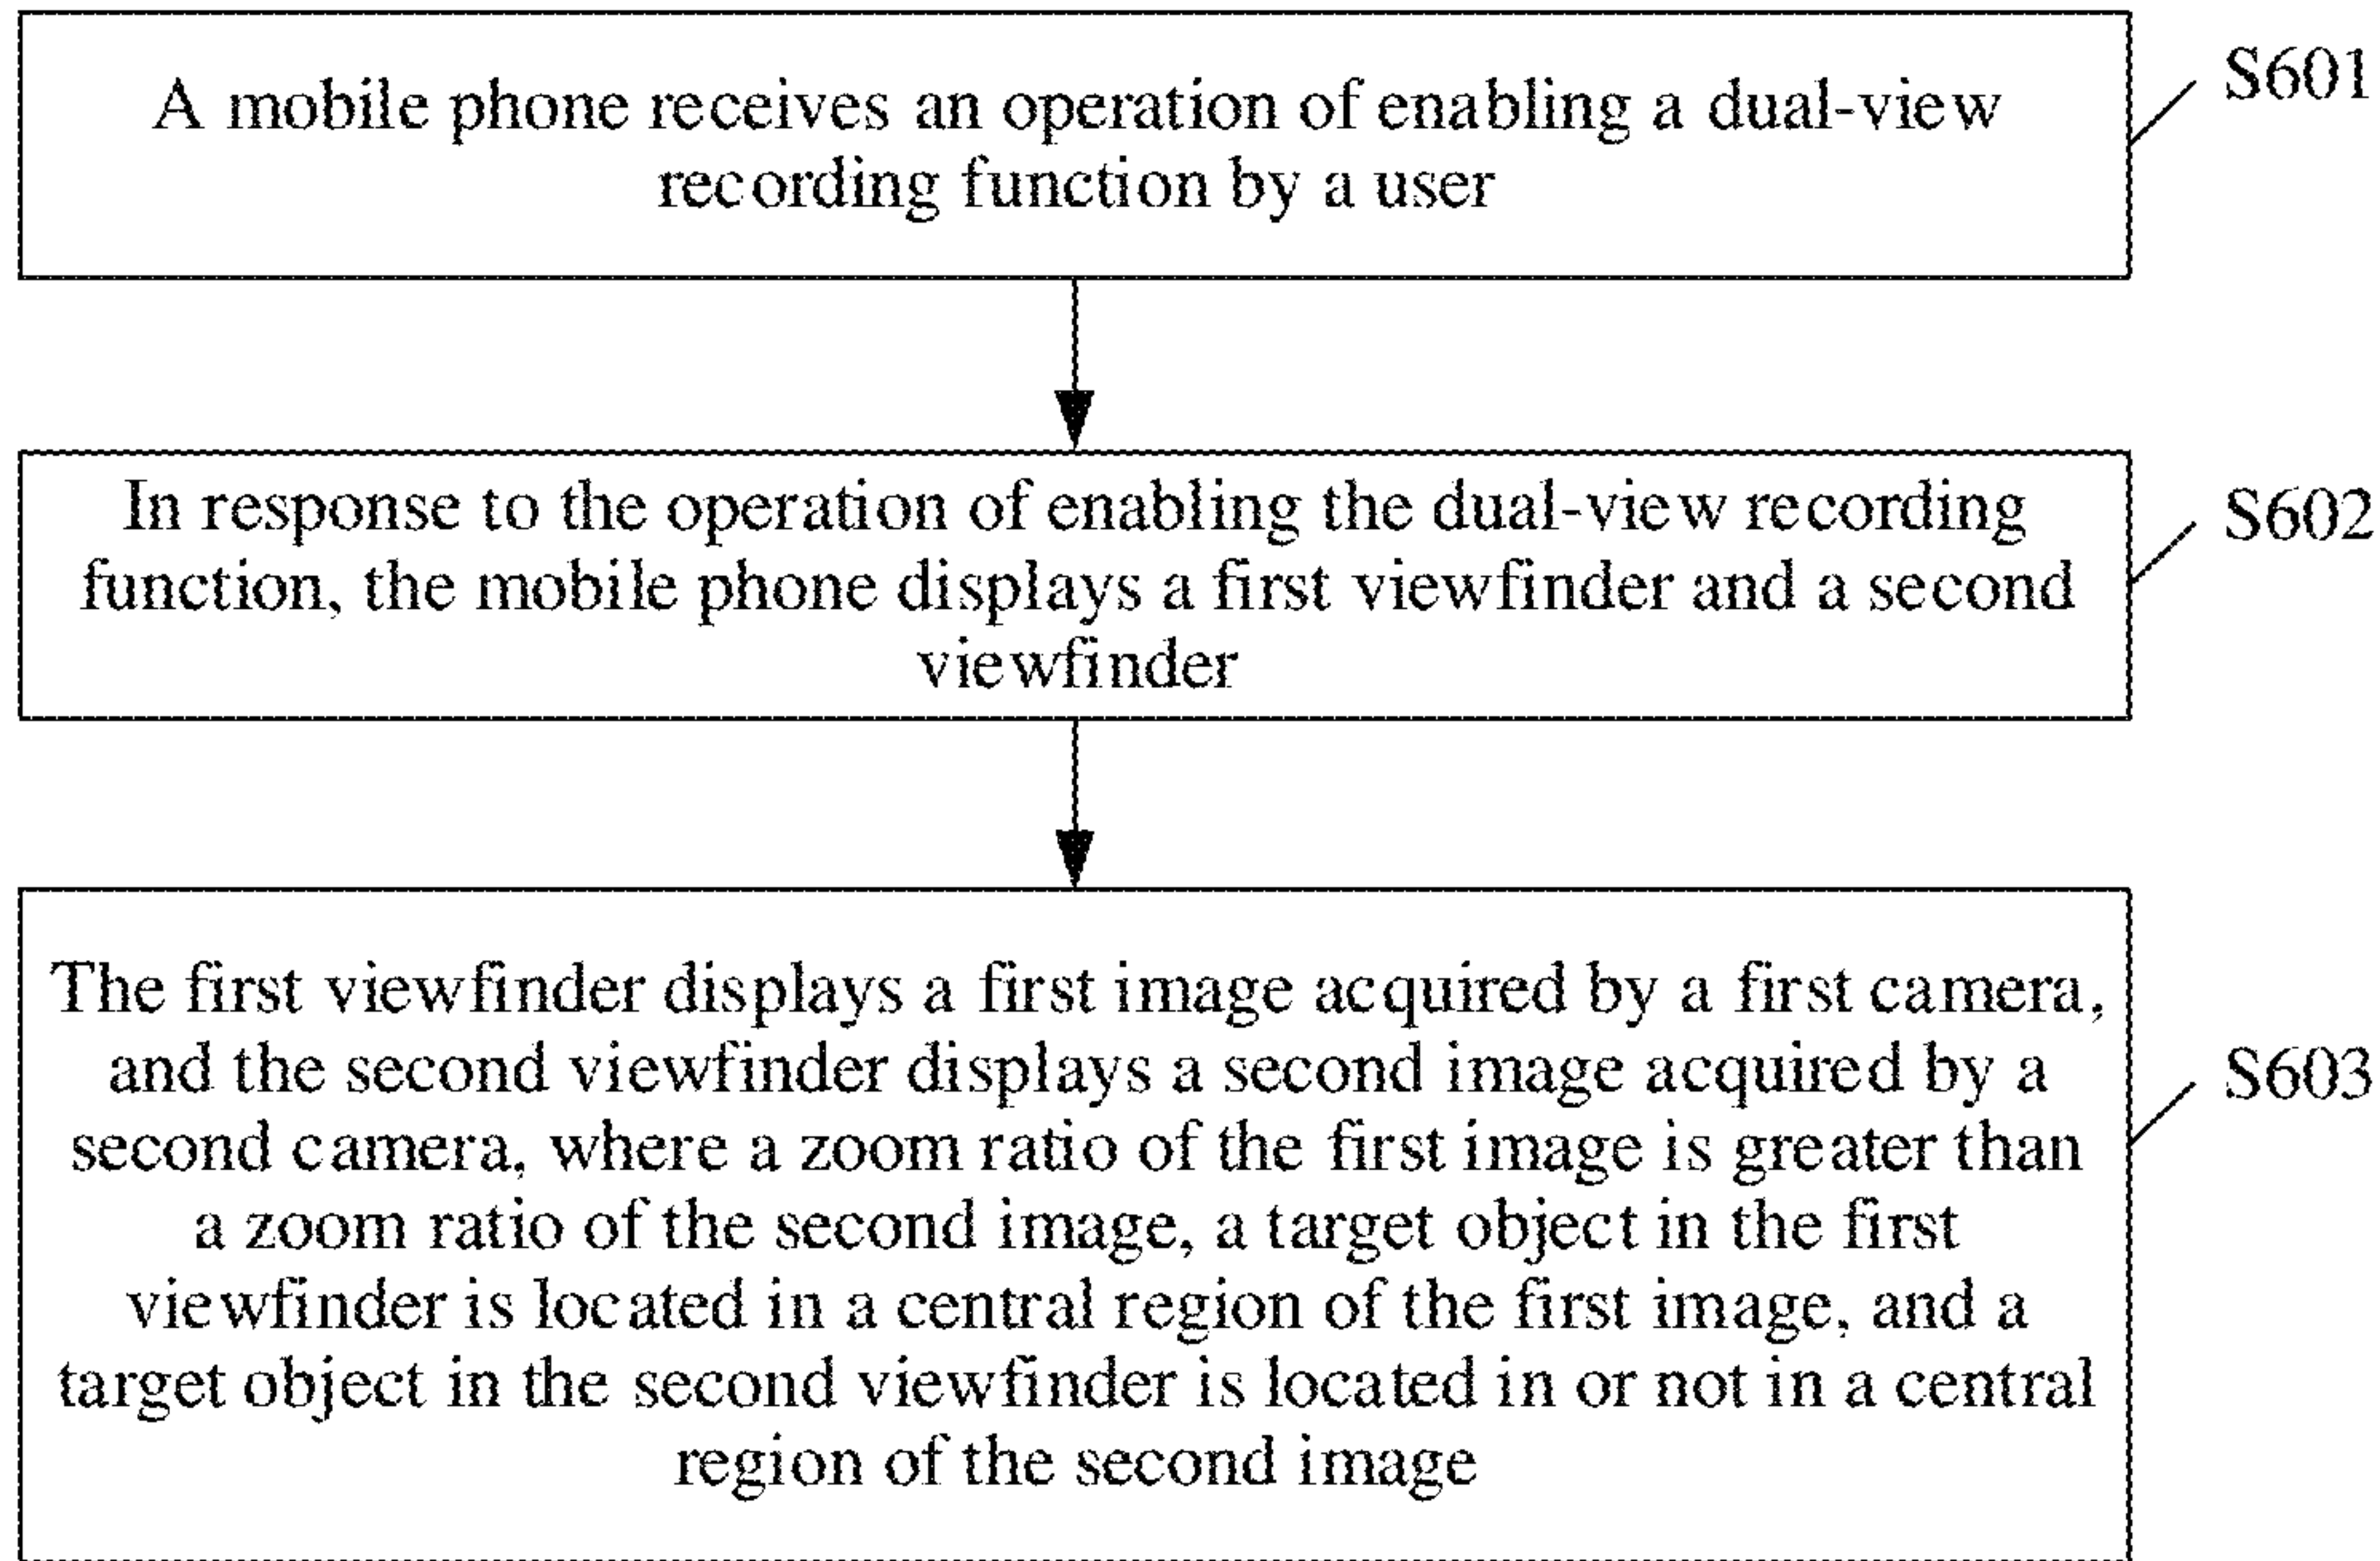 A mobile phone receives an operation of enabling a dual-view
recording function by a user
S601
In response to the operation of enabling the dual-view recording
function, the mobile phone displays a first viewfinder and a second
viewfinder
S602
The first viewfinder displays a first image acquired by a first camera,
and the second viewfinder displays a second image acquired by a
second camera, where a zoom ratio of the first image is greater than
a zoom ratio of the second image, a target object in the first
viewfinder is located in a central region of the first image, and a
target object in the second viewfinder is located in or not in a central
region of the second image
S603